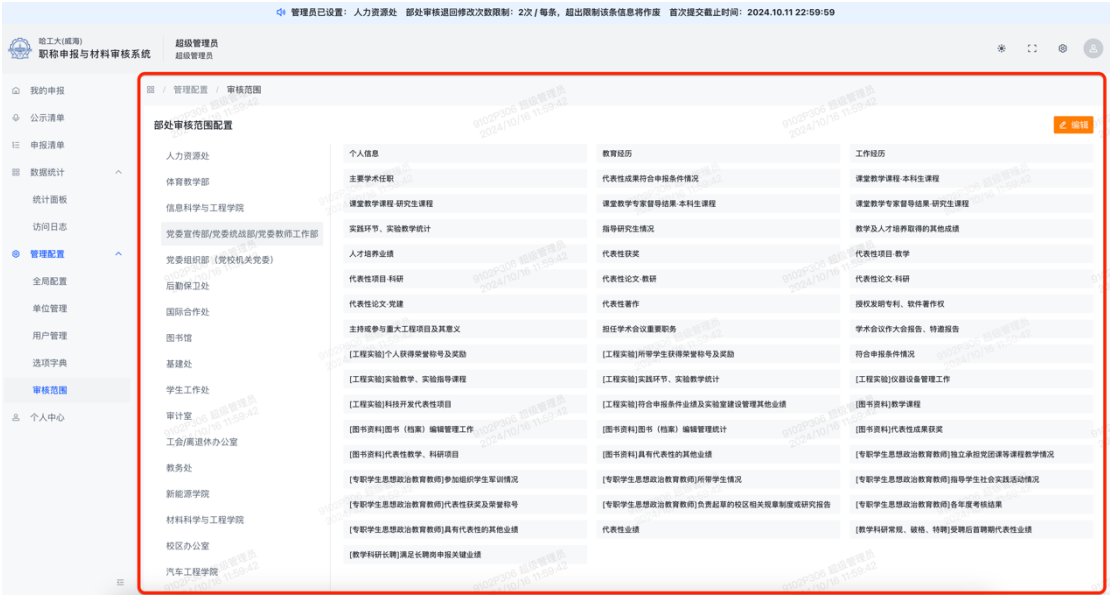 管理员已设置： 人力资源处 部处审核退回修改次数限制：2次 / 每条，超出限制该条信息将作废 首次提交截止时间：2024.10.11 22:59:59
哈工大(威海)
职称申报与材料审核系统
超级管理员
超级管理员
我的申报
公示清单
申报清单
数据统计
统计面板
访问日志
管理配置
全局配置
单位管理
用户管理
选项字典
审核范围
个人中心
管理配置 / 审核范围
部处审核范围配置
编辑
人力资源处
体育教学部
信息科学与工程学院
党委宣传部/党委统战部/党委教师工作部
党委组织部（党校机关党委）
后勤保卫处
国际合作处
图书馆
基建处
学生工作处
审计室
工会/离退休办公室
教务处
新能源学院
材料科学与工程学院
校区办公室
汽车工程学院
个人信息 教育经历 工作经历
主要学术任职 代表性成果符合申报条件情况 课堂教学课程-本科生课程
课堂教学课程-研究生课程 课堂教学专家督导结果-本科生课程 课堂教学专家督导结果-研究生课程
实践环节、实验教学统计 指导研究生情况 教学及人才培养取得的其他成绩
人才培养业绩 代表性获奖 代表性项目-教学
代表性项目-科研 代表性论文-教研 代表性论文-科研
代表性论文-党建 代表性著作 授权发明专利、软件著作权
主持或参与重大工程项目及其意义 担任学术会议重要职务 学术会议作大会报告、特邀报告
[工程实验]个人获得荣誉称号及奖励 [工程实验]所带学生获得荣誉称号及奖励 符合申报条件情况
[工程实验]实验教学、实验指导课程 [工程实验]实践环节、实验教学统计 [工程实验]仪器设备管理工作
[工程实验]科技开发代表性项目 [工程实验]符合申报条件业绩及实验室建设管理其他业绩 [图书资料]教学课程
[图书资料]图书（档案）编辑管理工作 [图书资料]图书（档案）编辑管理统计 [图书资料]代表性成果获奖
[图书资料]代表性教学、科研项目 [图书资料]具有代表性的其他业绩 [专职学生思想政治教育教师]独立承担党团课等课程教学情况
[专职学生思想政治教育教师]参加组织学生军训情况 [专职学生思想政治教育教师]所带学生情况 [专职学生思想政治教育教师]指导学生社会实践活动情况
[专职学生思想政治教育教师]代表性获奖及荣誉称号 [专职学生思想政治教育教师]负责起草的校区相关规章制度或研究报告 [专职学生思想政治教育教师]各年度考核结果
[专职学生思想政治教育教师]具有代表性的其他业绩 代表性业绩 [教学科研常规、破格、特聘]受聘后首聘期代表性业绩
[教学科研长聘]满足长聘岗申报关键业绩
9102P306 超级管理员
2024/10/16 11:59:42